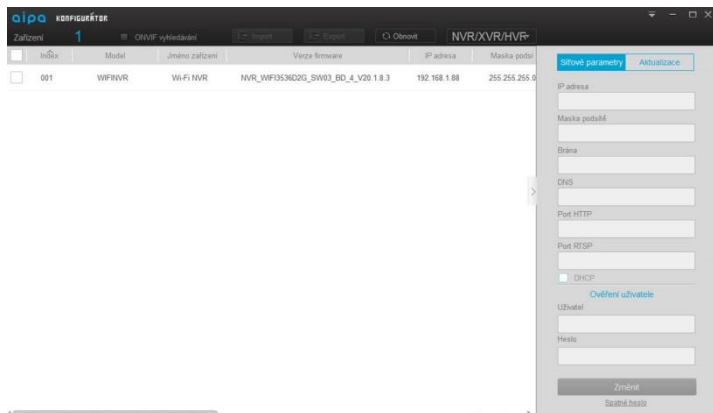 aipa KONFIGURÁTOR
Zařízení 1 ONVIF vyhledávání Import Export Obnovit NVR/XVR/HVR
Index Model Jméno zařízení Verze firmware IP adresa Maska podsí
001 WIFINVR Wi-Fi NVR NVR_WIFI3536D2G_SW03_BD_4_V20.1.8.3 192.168.1.88 255.255.255.0
Síťové parametry Aktualizace
IP adresa
Maska podsítě
Brána
DNS
Port HTTP
Port RTSP
DHCP
Ověření uživatele
Uživatel
Heslo
Změnit
Špatné heslo